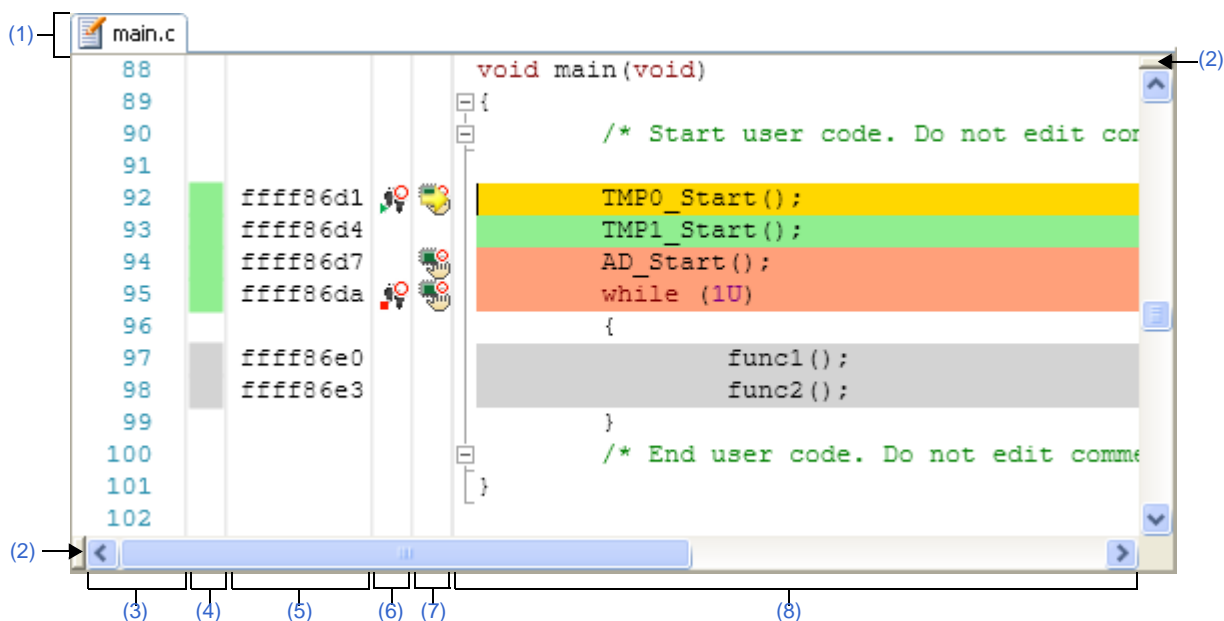 (1) main.c
88 void main(void) (2)
89 {
90 /* Start user code. Do not edit com
91
92 ffff86d1 TMP0_Start();
93 ffff86d4 TMP1_Start();
94 ffff86d7 AD_Start();
95 ffff86da while (1U)
96 {
97 ffff86e0 func1();
98 ffff86e3 func2();
99 }
100 /* End user code. Do not edit comme
101 }
102
(2)
(3) (4) (5) (6) (7) (8)